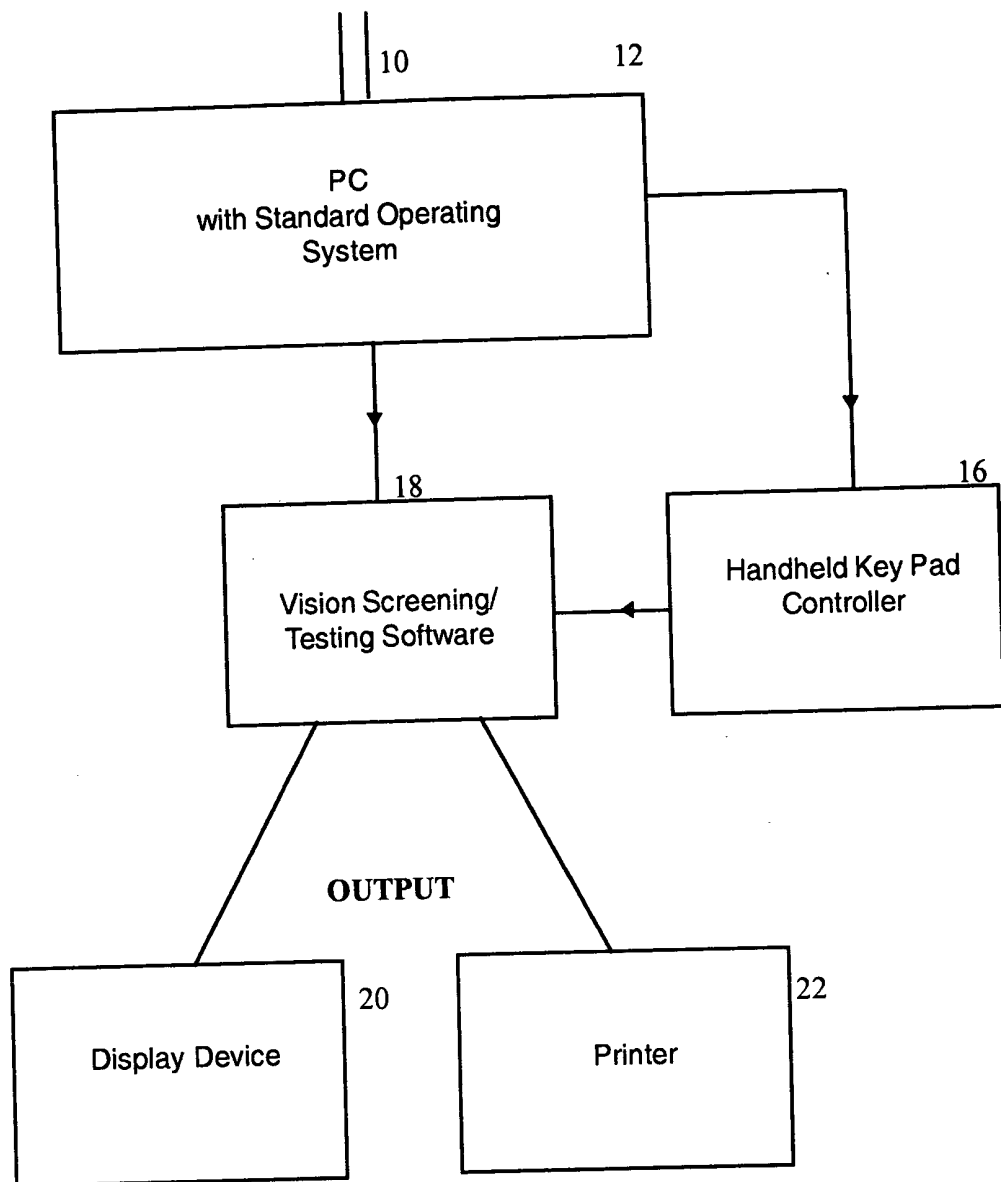 10
12
PC
with Standard Operating
System
18
16
Vision Screening/
Testing Software
Handheld Key Pad
Controller
OUTPUT
20
22
Display Device
Printer